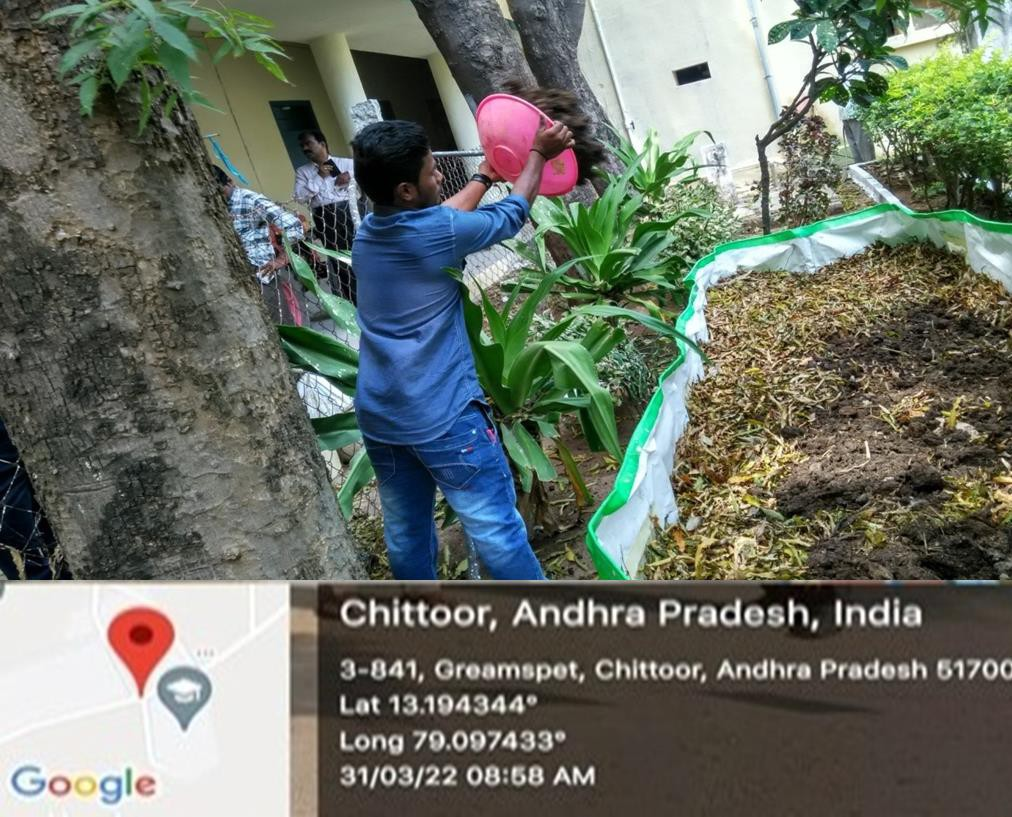 Chittoor, Andhra Pradesh, India
3-841, Greamspet, Chittoor, Andhra Pradesh 51700
Lat 13.194344°
Long 79.097433°
31/03/22 08:58 AM
Google